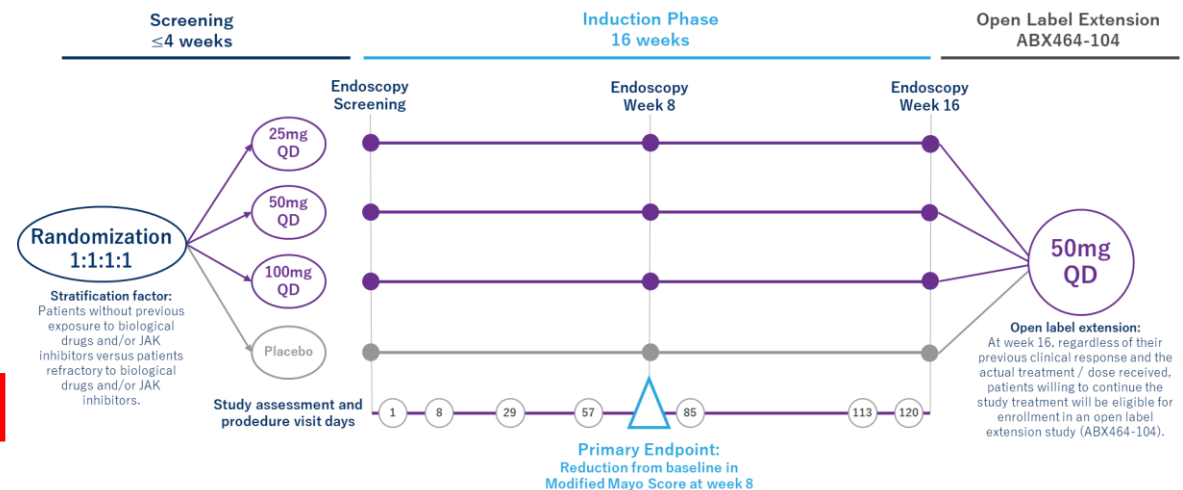 Screening
≤4 weeks
Induction Phase
16 weeks
Open Label Extension
ABX464-104
Endoscopy
Screening
Endoscopy
Week 8
Endoscopy
Week 16
25mg
QD
50mg
QD
100mg
QD
Placebo
Randomization
1:1:1:1
Stratification factor:
Patients without previous
exposure to biological
drugs and/or JAK
inhibitors versus patients
refractory to biological
drugs and/or JAK
inhibitors.
50mg
QD
Open label extension:
At week 16, regardless of their
previous clinical response and the
actual treatment / dose received,
patients willing to continue the
study treatment will be eligible for
enrollment in an open label
extension study (ABX464-104).
Study assessment and
prodedure visit days
1
8
29
57
85
113
120
Primary Endpoint:
Reduction from baseline in
Modified Mayo Score at week 8